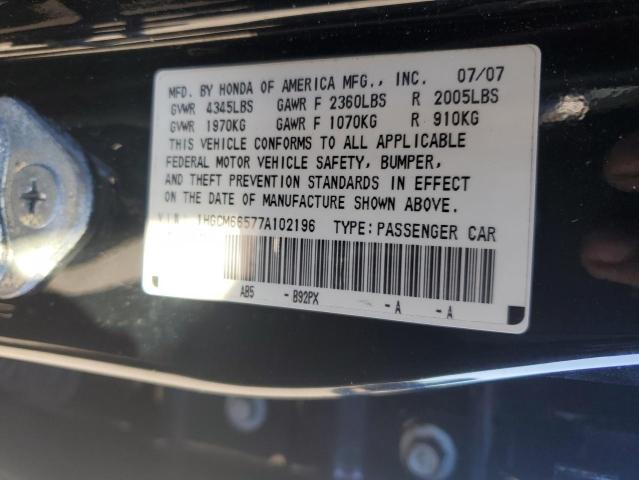 MFD. BY HONDA OF AMERICA MFG., INC. 07/07
GVWR 4345LBS GAWR F 2360LBS R 2005LBS
GVWR 1970KG GAWR F 1070KG R 910KG
THIS VEHICLE CONFORMS TO ALL APPLICABLE
FEDERAL MOTOR VEHICLE SAFETY, BUMPER,
AND THEFT PREVENTION STANDARDS IN EFFECT
ON THE DATE OF MANUFACTURE SHOWN ABOVE.
V.I.N. 1HGCM66577A102196 TYPE:PASSENGER CAR
AB5 -B92PX -A -A